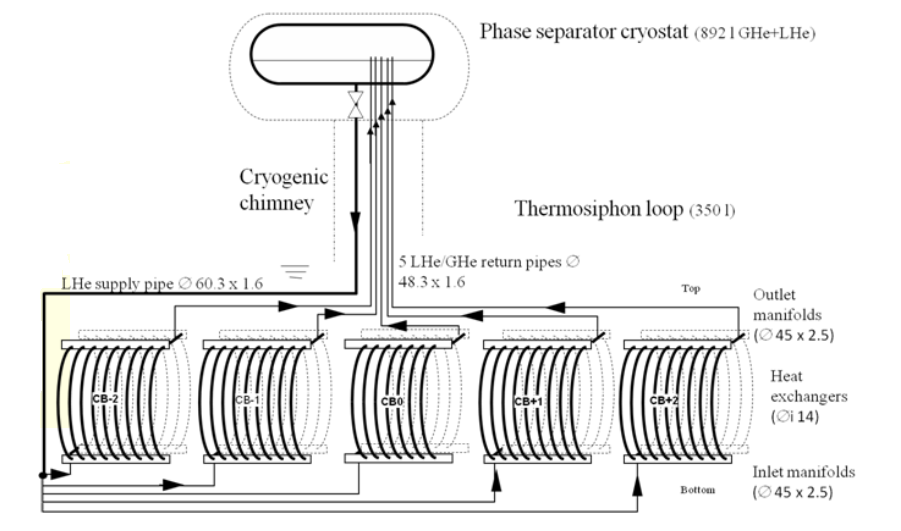 Phase separator cryostat (892 l GHe+LHe)
Cryogenic
chimney
Thermosiphon loop (350 l)
5 LHe/GHe return pipes ∅
48.3 x 1.6
LHe supply pipe ∅ 60.3 x 1.6
Top
Outlet
manifolds
(∅ 45 x 2.5)
Heat
exchangers
(∅i 14)
CB-2
CB-1
CB0
CB+1
CB+2
Inlet manifolds
(∅ 45 x 2.5)
Bottom